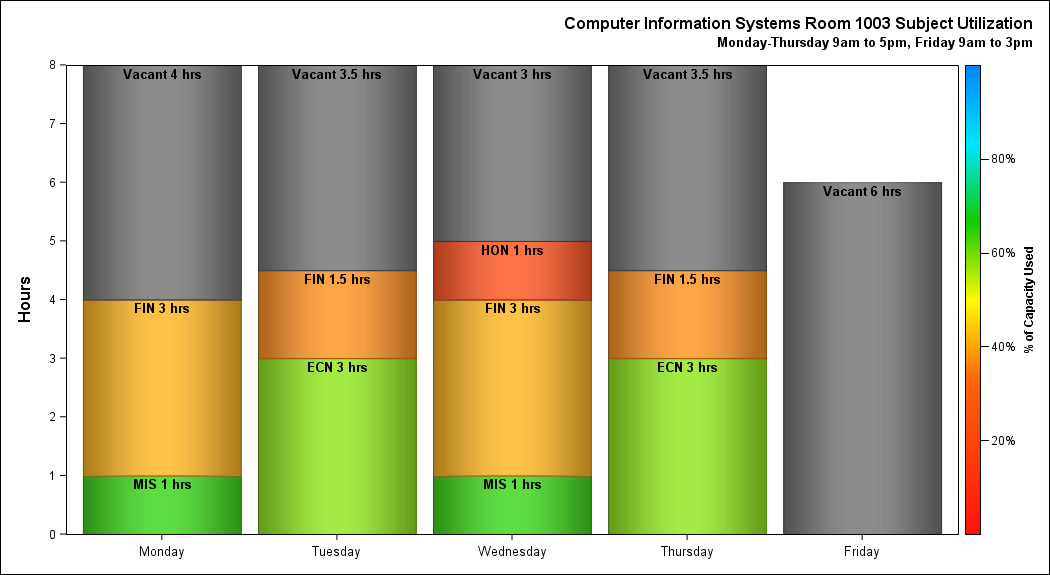 Computer Information Systems Room 1003 Subject Utilization
Monday-Thursday 9am to 5pm, Friday 9am to 3pm
Hours
8
7
6
5
4
3
2
1
0
Vacant 4 hrs
FIN 3 hrs
MIS 1 hrs
Vacant 3.5 hrs
FIN 1.5 hrs
ECN 3 hrs
Vacant 3 hrs
HON 1 hrs
FIN 3 hrs
MIS 1 hrs
Vacant 3.5 hrs
FIN 1.5 hrs
ECN 3 hrs
Vacant 6 hrs
Monday
Tuesday
Wednesday
Thursday
Friday
80%
60%
40%
20%
% of Capacity Used